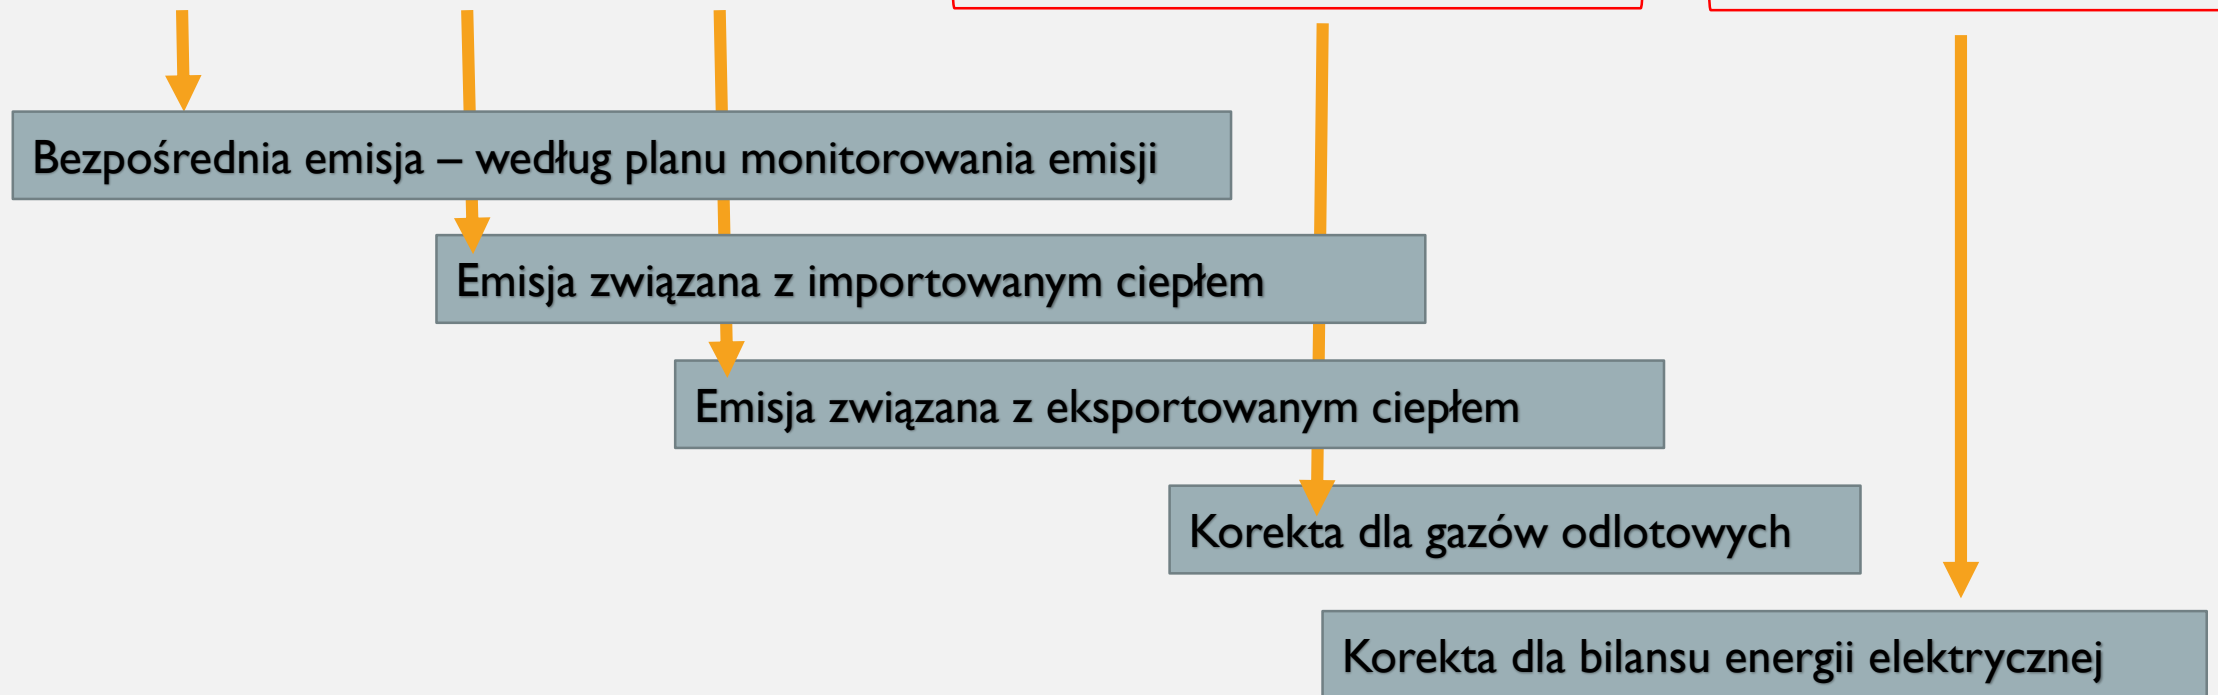 Bezpośrednia emisja – według planu monitorowania emisji
Emisja związana z importowanym ciepłem
Emisja związana z eksportowanym ciepłem
Korekta dla gazów odlotowych
Korekta dla bilansu energii elektrycznej